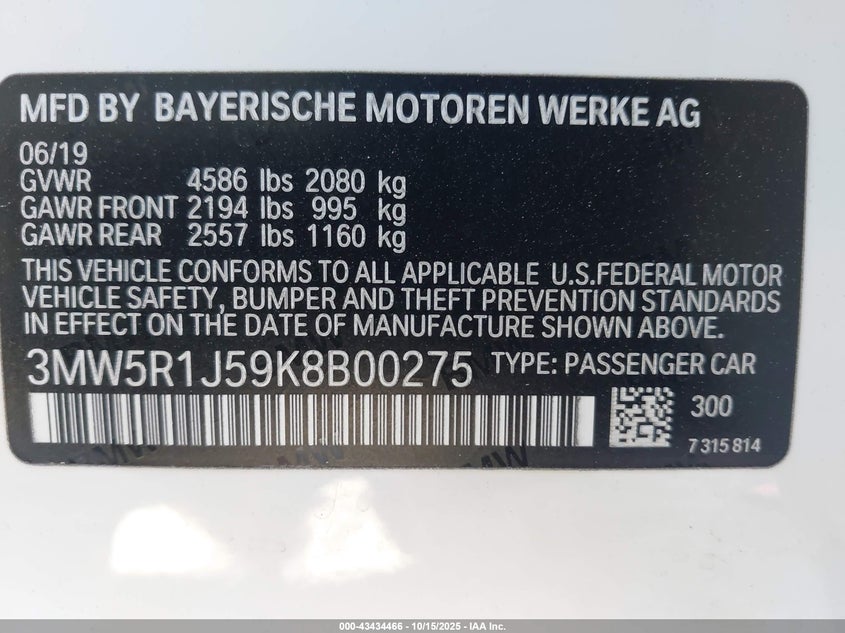 MFD BY BAYERISCHE MOTOREN WERKE AG
06/19
GVWR 4586 lbs 2080 kg
GAWR FRONT 2194 lbs 995 kg
GAWR REAR 2557 lbs 1160 kg
THIS VEHICLE CONFORMS TO ALL APPLICABLE U.S.FEDERAL MOTOR
VEHICLE SAFETY, BUMPER AND THEFT PREVENTION STANDARDS
IN EFFECT ON THE DATE OF MANUFACTURE SHOWN ABOVE.
3MW5R1J59K8B00275 TYPE: PASSENGER CAR
300
7315814
000-43434466 - 10/15/2025 - IAA Inc.